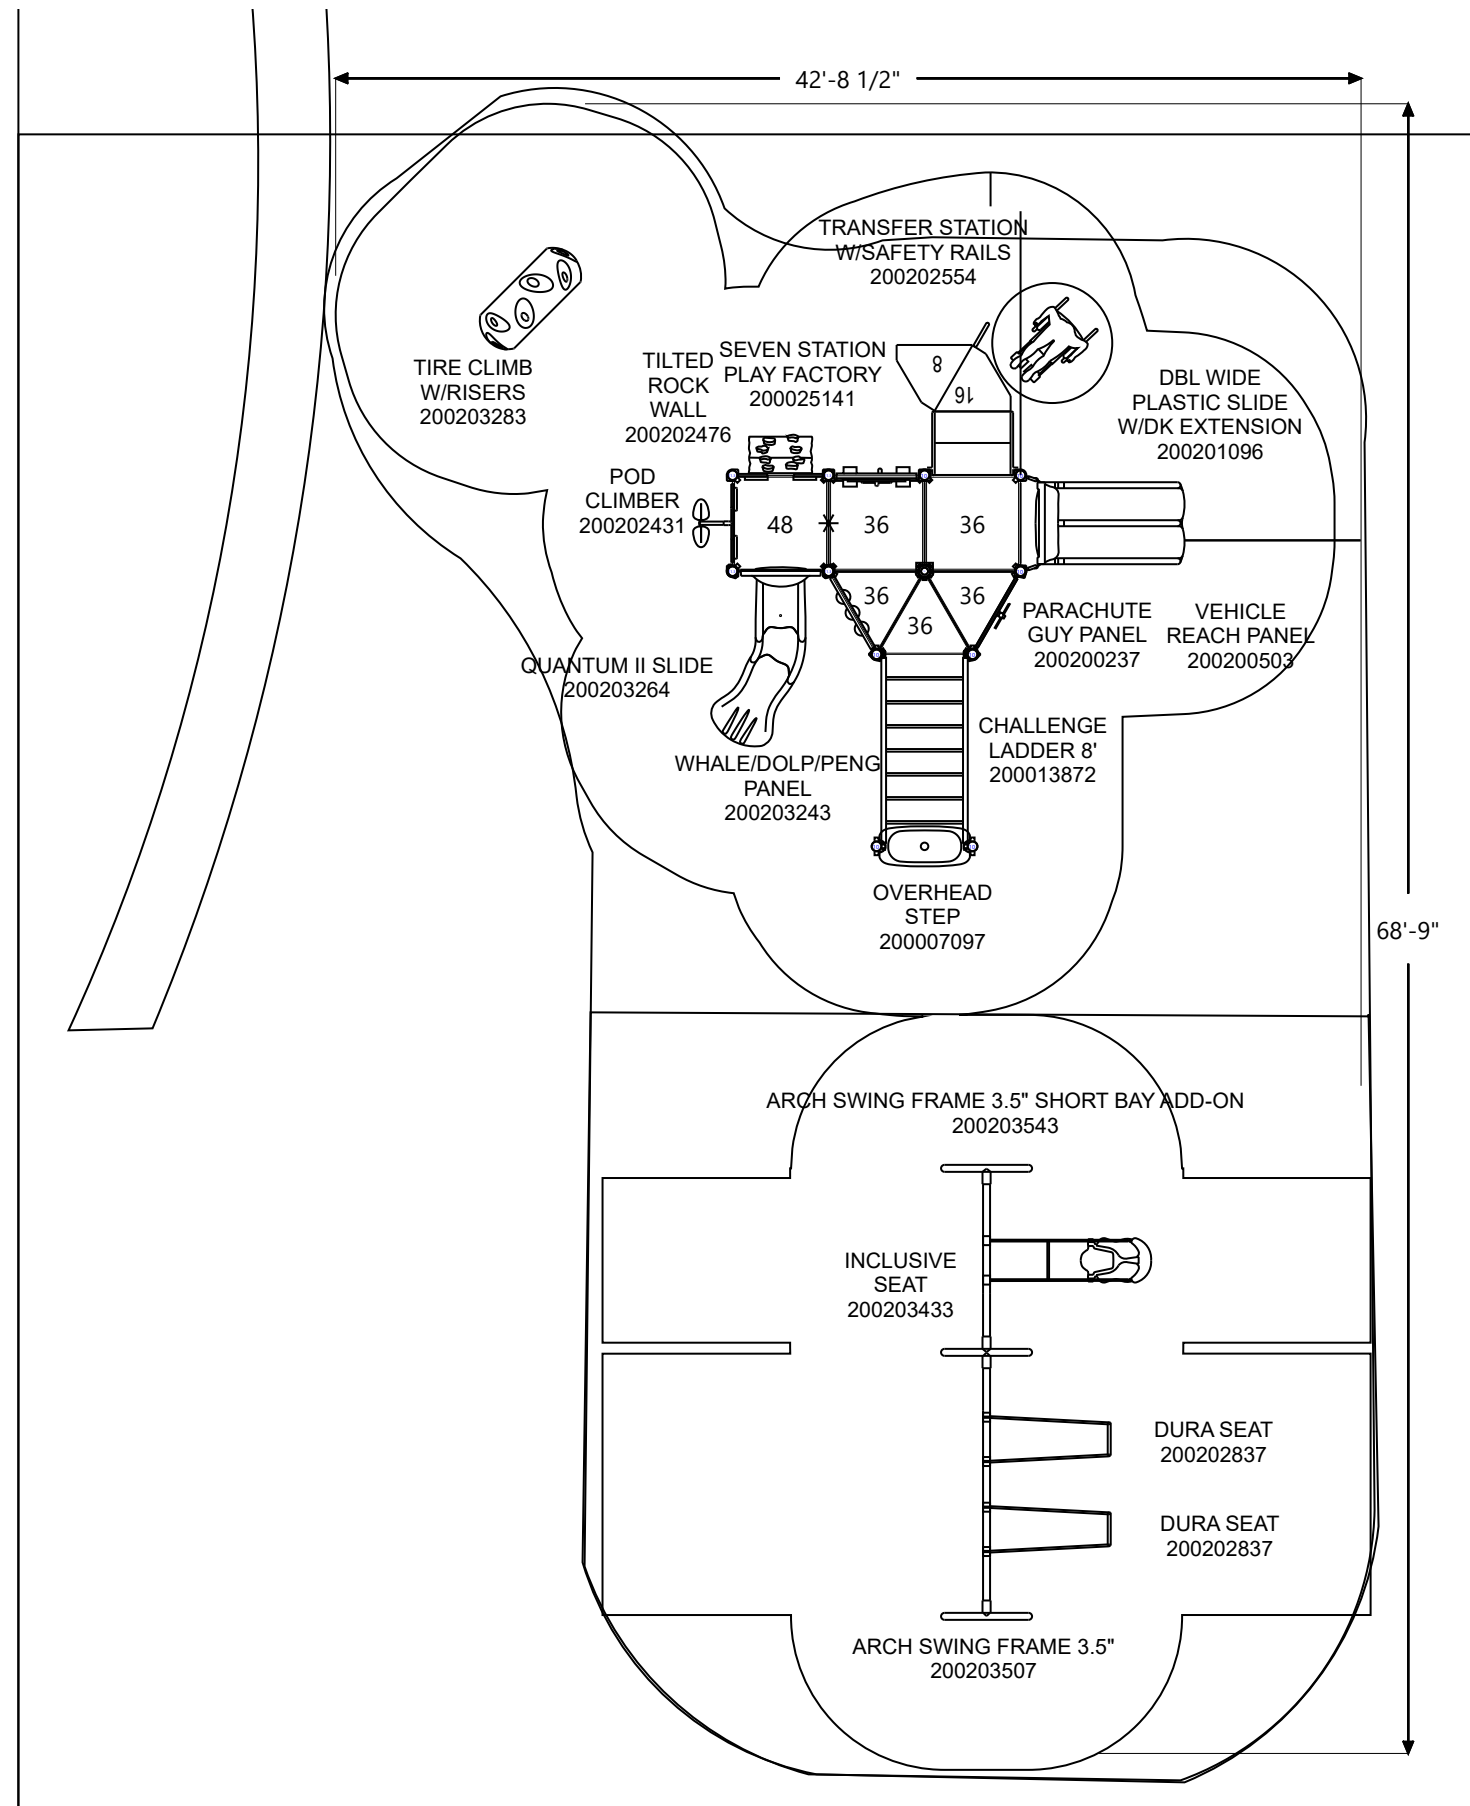 42'-8 1/2"
TRANSFER STATION
W/SAFETY RAILS
200202554
TIRE CLIMB
W/RISERS
200203283
TILTED
ROCK
WALL
200202476
SEVEN STATION
PLAY FACTORY
200025141
8
16
DBL WIDE
PLASTIC SLIDE
W/DK EXTENSION
200201096
POD
CLIMBER
200202431
48
36
36
36
36
36
PARACHUTE
GUY PANEL
200200237
VEHICLE
REACH PANEL
200200503
QUANTUM II SLIDE
200203264
WHALE/DOLP/PENG
PANEL
200203243
CHALLENGE
LADDER 8'
200013872
OVERHEAD
STEP
200007097
68'-9"
ARCH SWING FRAME 3.5" SHORT BAY ADD-ON
200203543
INCLUSIVE
SEAT
200203433
DURA SEAT
200202837
DURA SEAT
200202837
ARCH SWING FRAME 3.5"
200203507